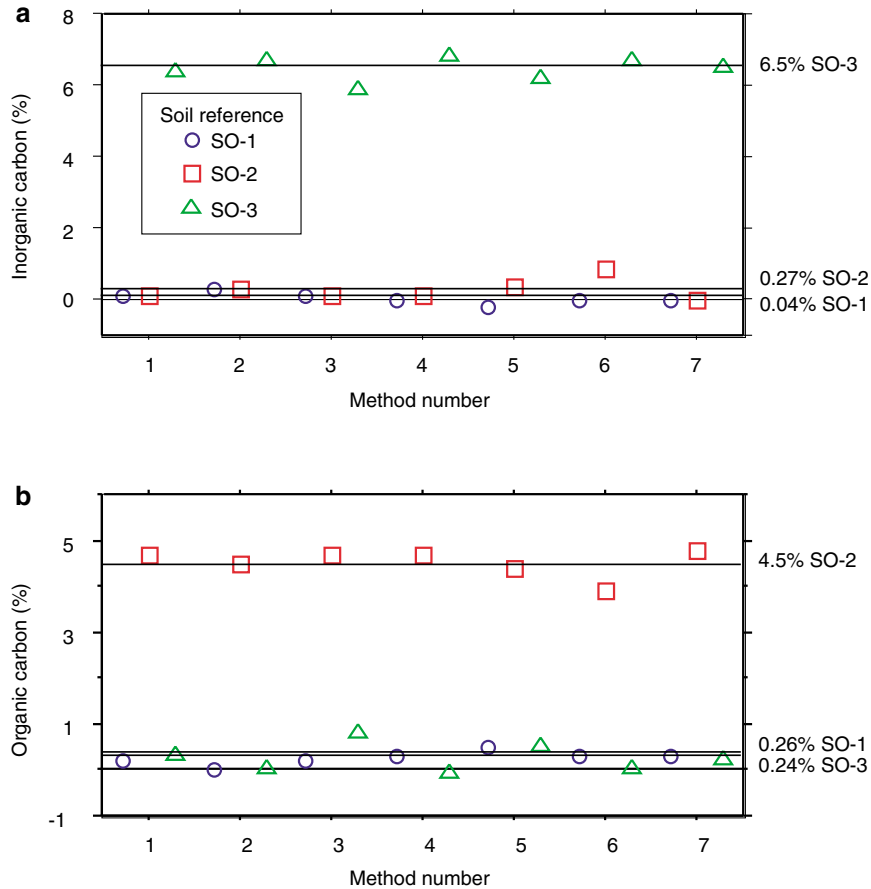 a
8
6
4
2
0
Inorganic carbon (%)
Soil reference
SO-1
SO-2
SO-3
6.5% SO-3
0.27% SO-2
0.04% SO-1
1 2 3 4 5 6 7
Method number
b
5
3
1
-1
Organic carbon (%)
4.5% SO-2
0.26% SO-1
0.24% SO-3
1 2 3 4 5 6 7
Method number